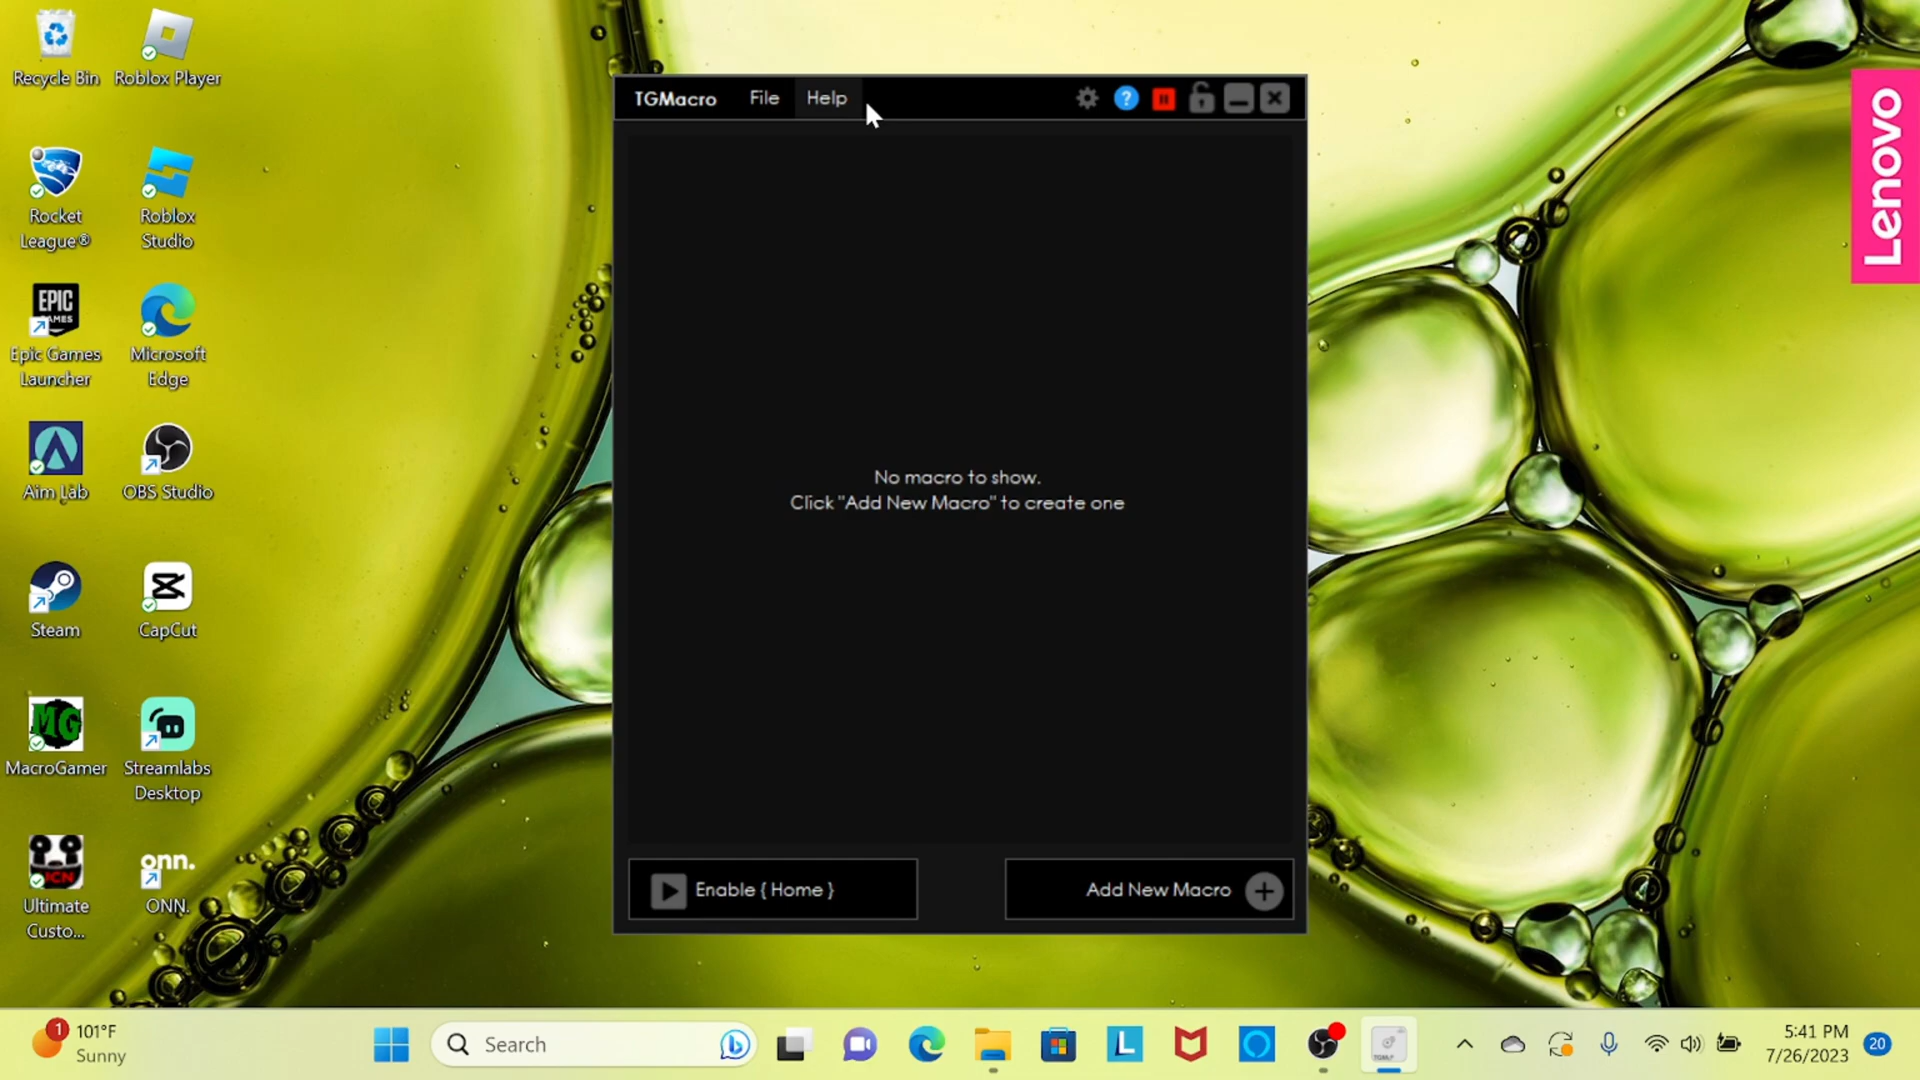 Recycle Bin
Roblox Player
Rocket League®
Roblox Studio
EPIC GAMES
Epic Games Launcher
Microsoft Edge
Aim Lab
OBS Studio
Steam
CapCut
MG
MacroGamer
Streamlabs Desktop
Ultimate Custo...
onn.
ONN.
TGMacro
File
Help
?
No macro to show.
Click "Add New Macro" to create one
Enable { Home }
Add New Macro
Lenovo
1
101°F
Sunny
Search
L
5:41 PM
7/26/2023
20